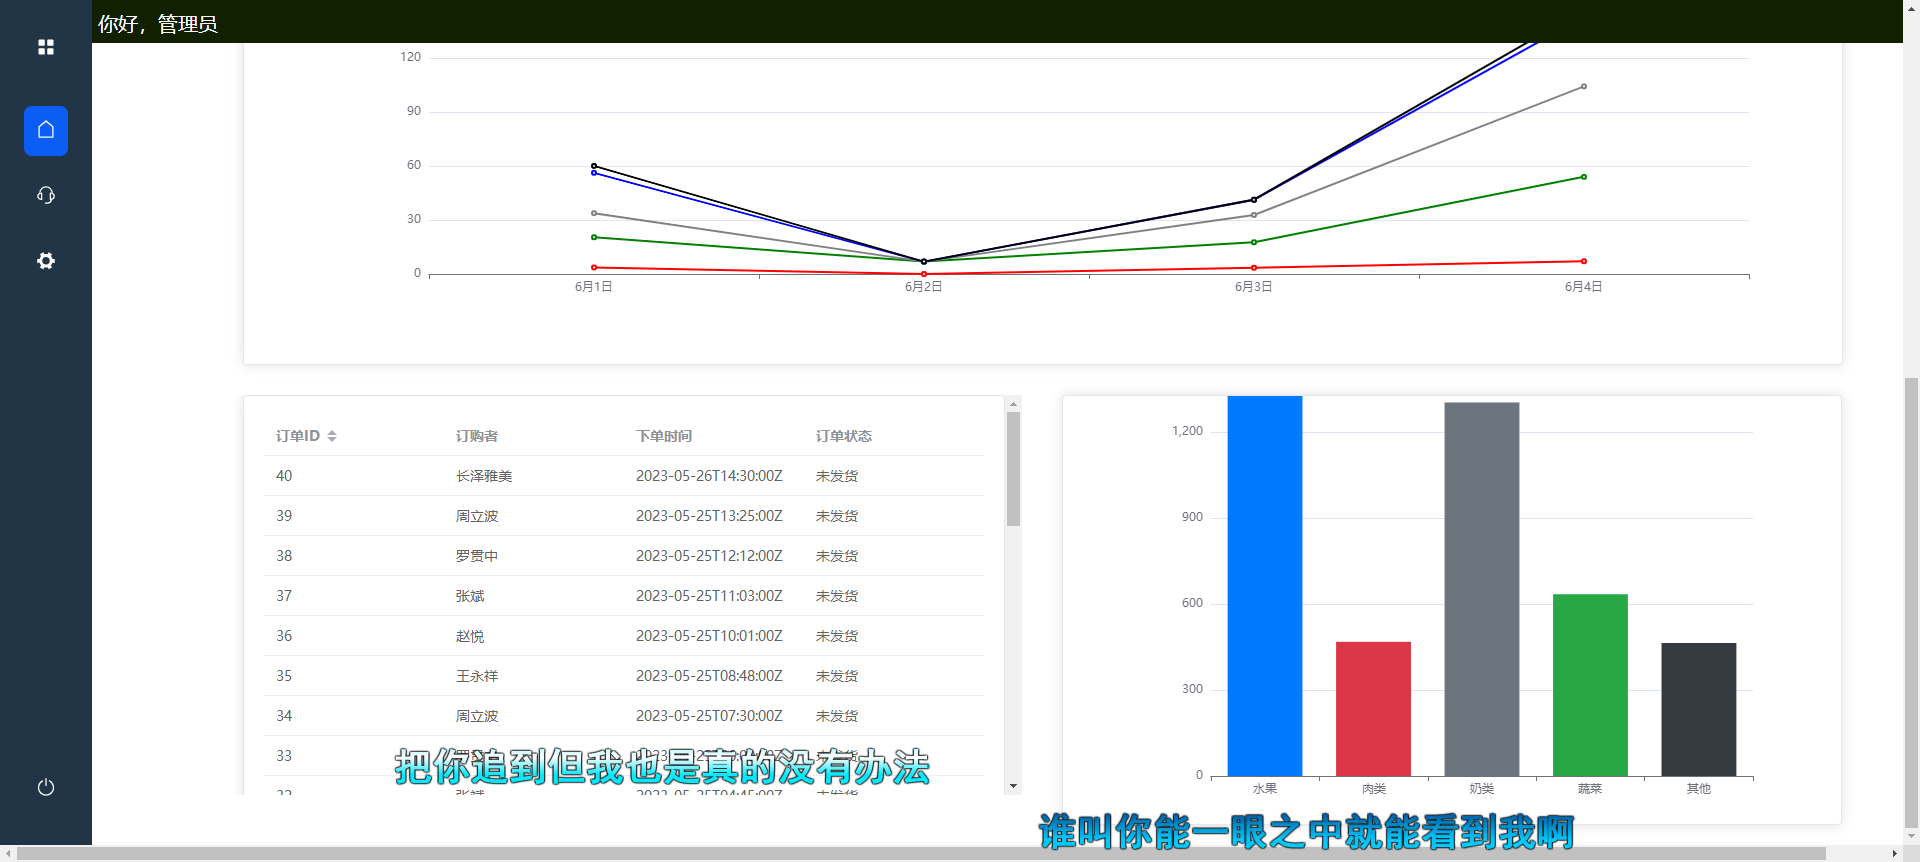 你好，管理员
120
90
60
30
0
6月1日 6月2日 6月3日 6月4日
订单ID 订购者 下单时间 订单状态
40 长泽雅美 2023-05-26T14:30:00Z 未发货
39 周立波 2023-05-25T13:25:00Z 未发货
38 罗贯中 2023-05-25T12:12:00Z 未发货
37 张斌 2023-05-25T11:03:00Z 未发货
36 赵悦 2023-05-25T10:01:00Z 未发货
35 王永祥 2023-05-25T08:48:00Z 未发货
34 周立波 2023-05-25T07:30:00Z 未发货
33
把你追到但我也是真的没有办法
1,200
900
600
300
0
水果 肉类 奶类 蔬菜 其他
谁叫你能一眼之中就能看到我啊